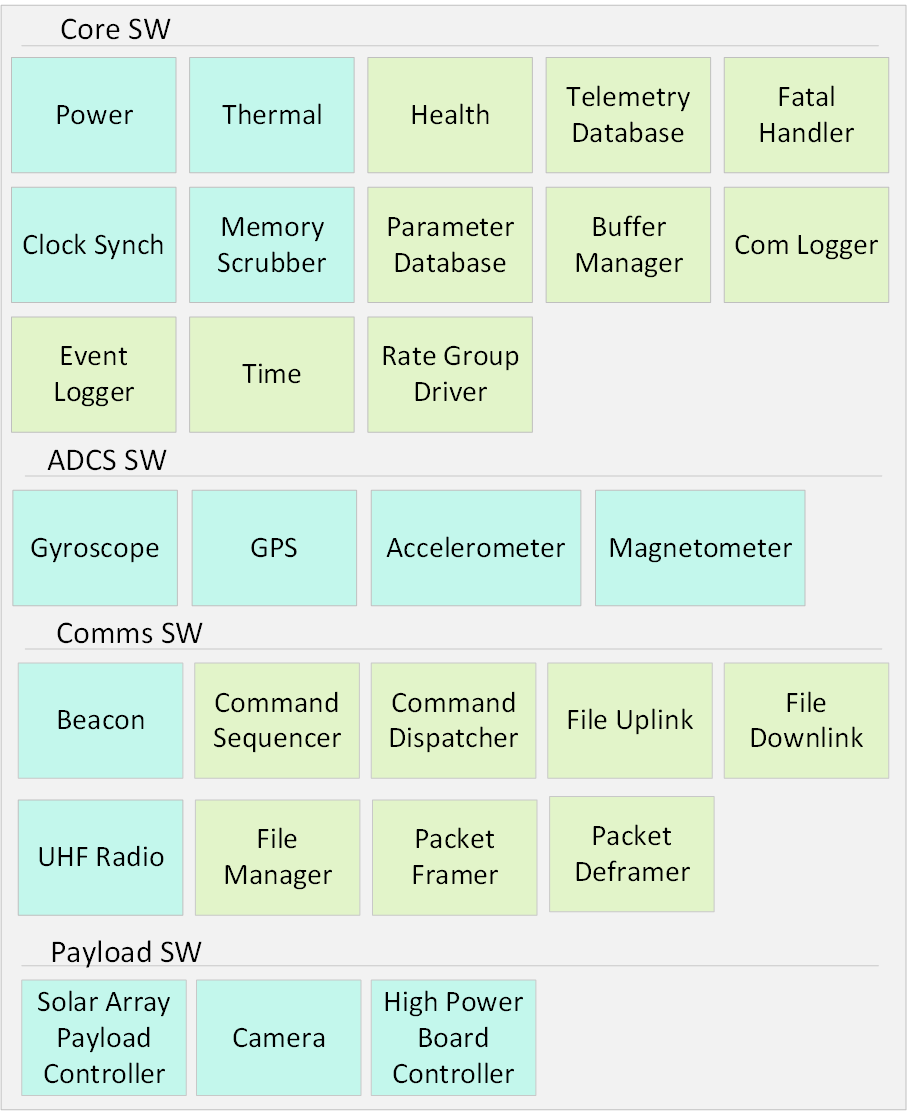 Core SW
Power
Thermal
Health
Telemetry
Database
Fatal
Handler
Clock Synch
Memory
Scrubber
Parameter
Database
Buffer
Manager
Com Logger
Event
Logger
Time
Rate Group
Driver
ADCS SW
Gyroscope
GPS
Accelerometer
Magnetometer
Comms SW
Beacon
Command
Sequencer
Command
Dispatcher
File Uplink
File
Downlink
UHF Radio
File
Manager
Packet
Framer
Packet
Deframer
Payload SW
Solar Array
Payload
Controller
Camera
High Power
Board
Controller